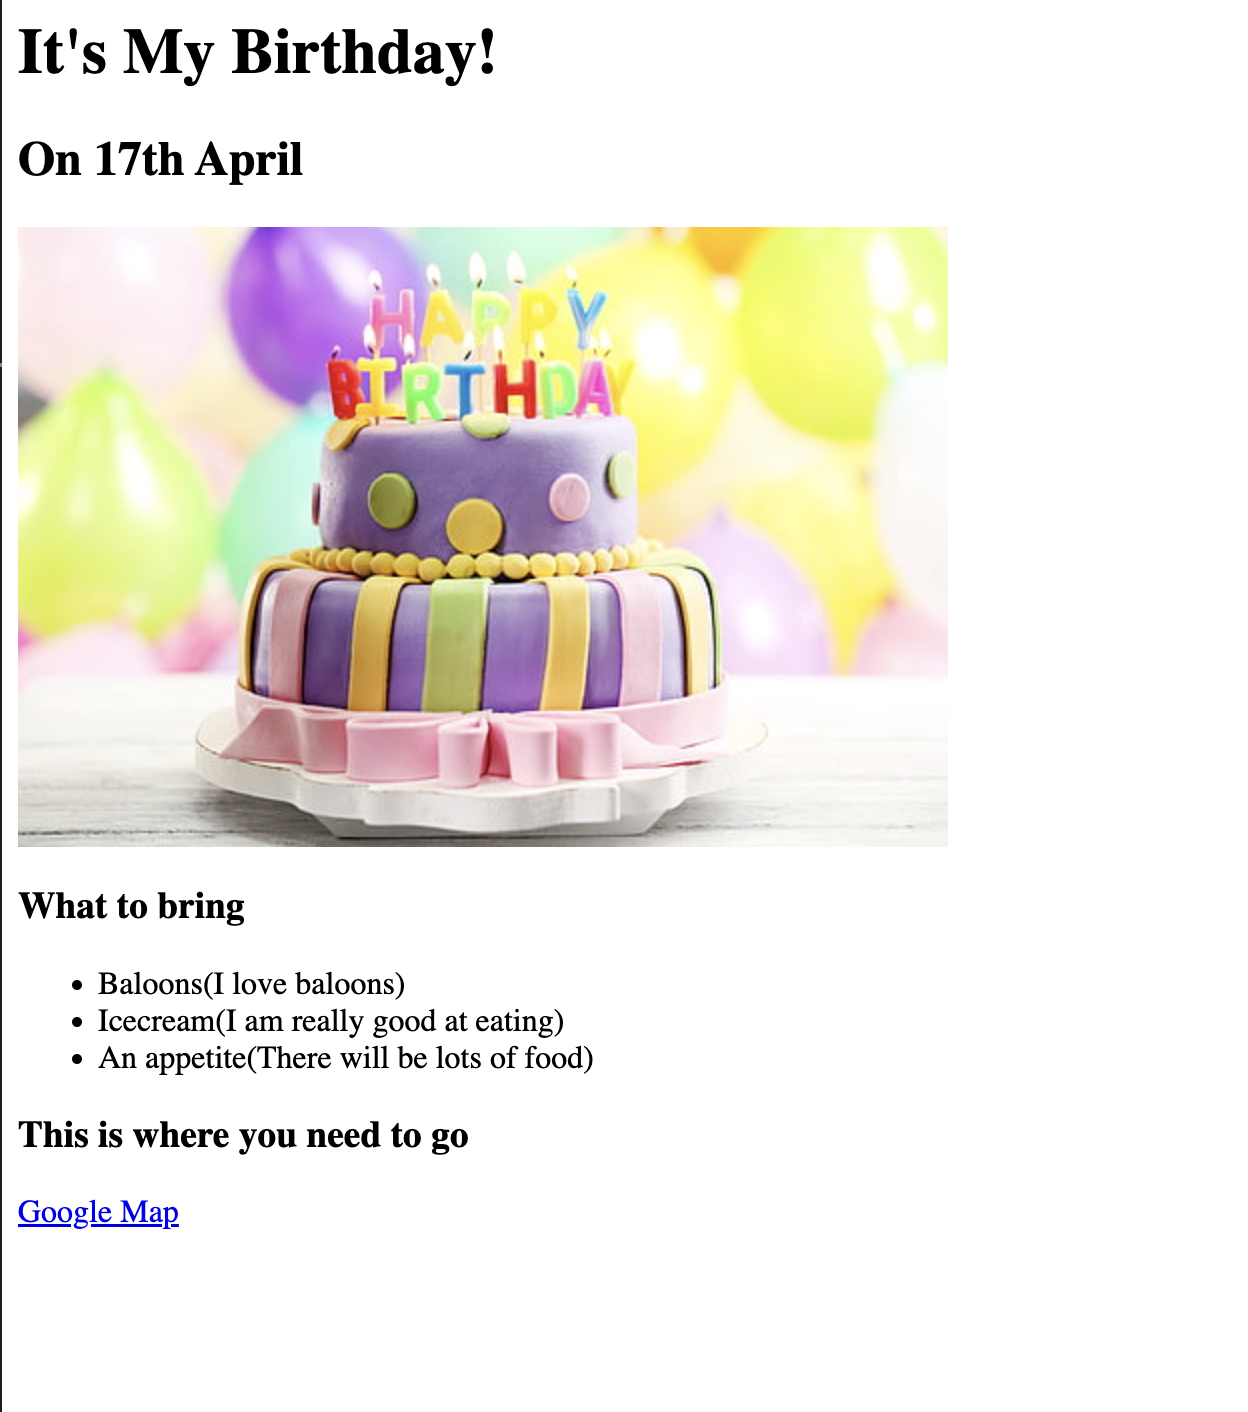 It's My Birthday!
On 17th April
HAPPY
BIRTHDAY
What to bring
Baloons(I love baloons)
Icecream(I am really good at eating)
An appetite(There will be lots of food)
This is where you need to go
Google Map